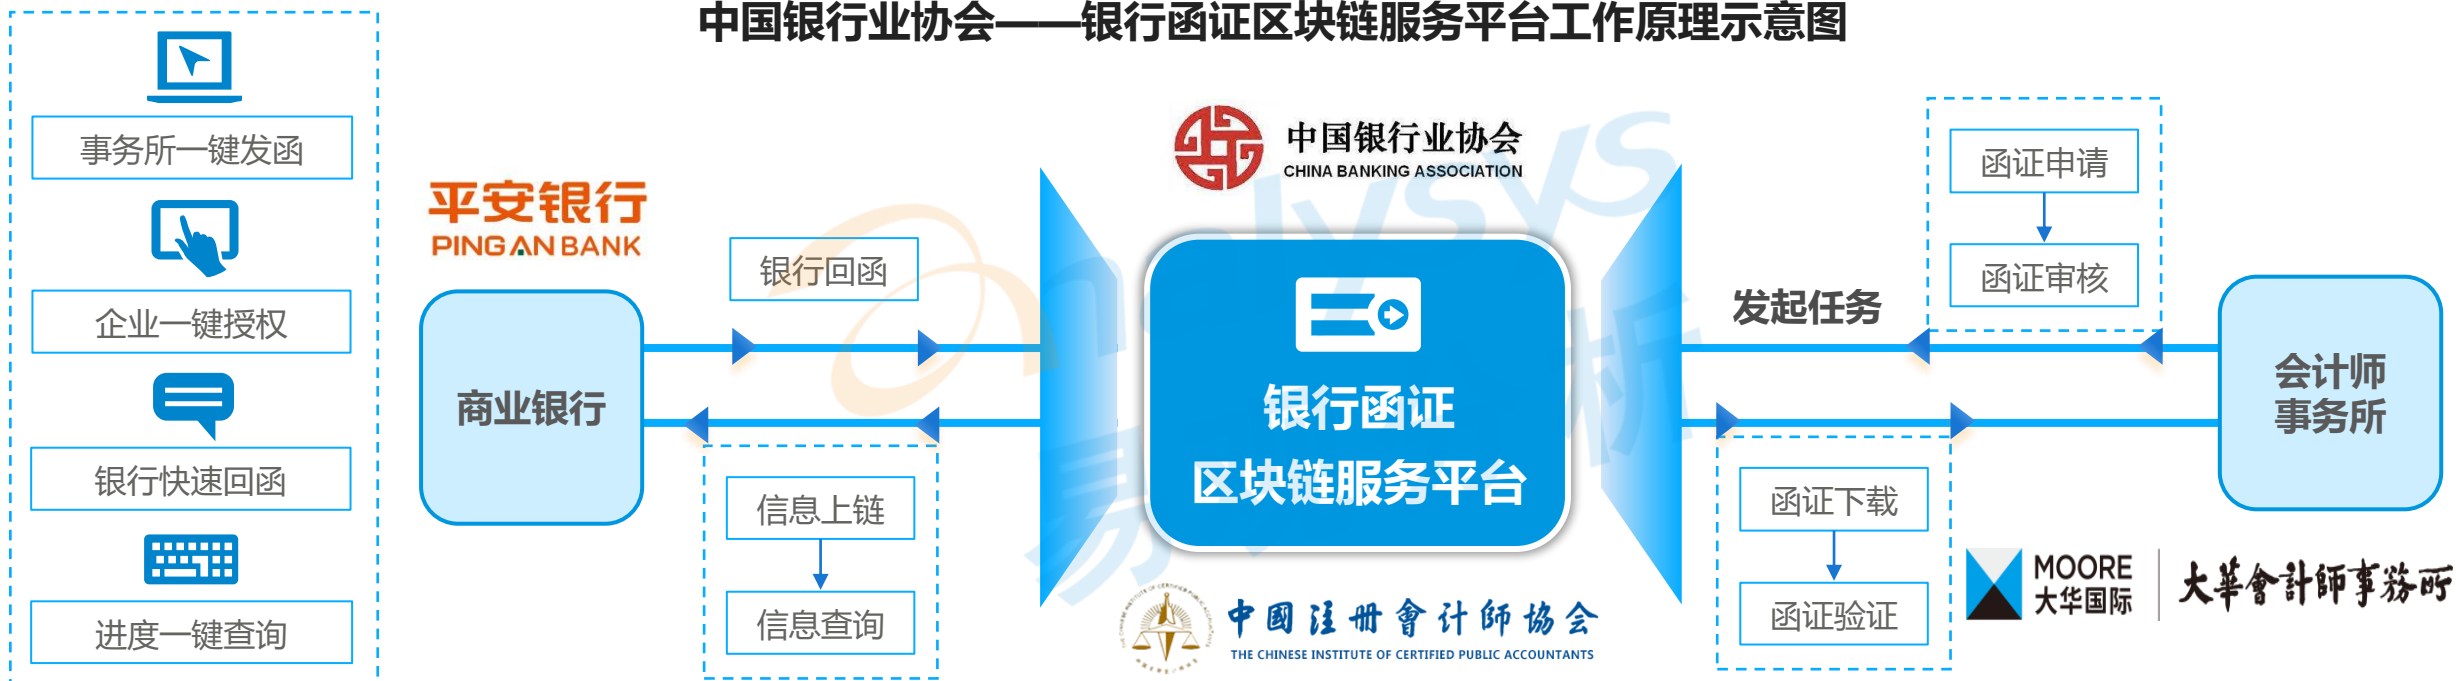 中国银行业协会——银行函证区块链服务平台工作原理示意图
事务所一键发函
企业一键授权
银行快速回函
进度一键查询
平安银行
PING AN BANK
商业银行
银行回函
信息上链
信息查询
中国银行业协会
CHINA BANKING ASSOCIATION
银行函证
区块链服务平台
中國注册會计師協会
THE CHINESE INSTITUTE OF CERTIFIED PUBLIC ACCOUNTANTS
发起任务
函证申请
函证审核
函证下载
函证验证
会计师
事务所
MOORE
大华国际
大華會計師事務所
analysys
易 析